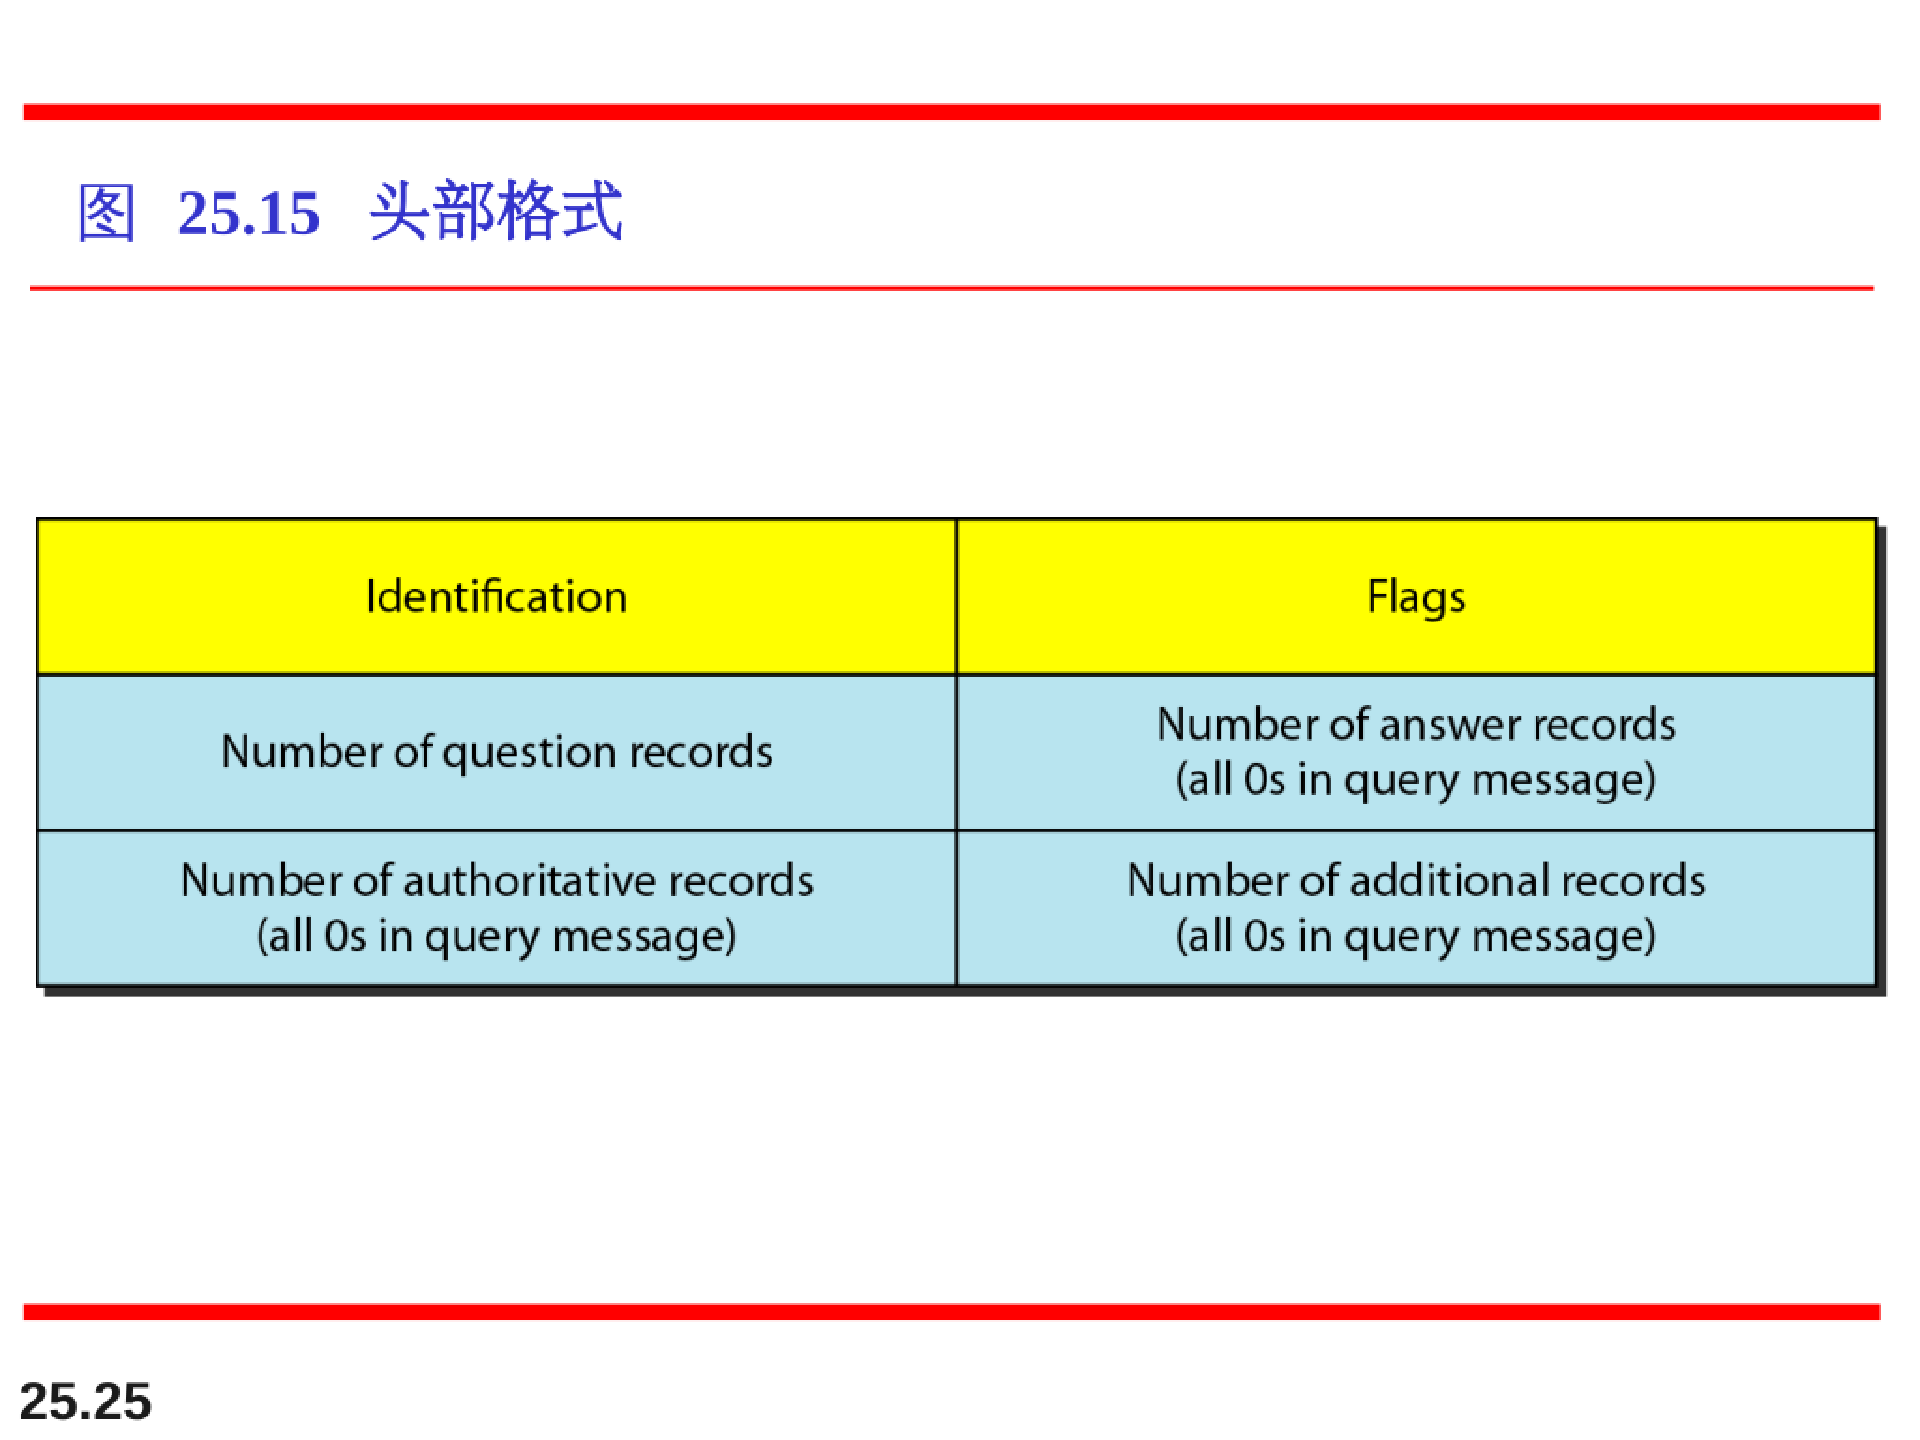 图 25.15 头部格式
Identification
Flags
Number of question records
Number of answer records
(all 0s in query message)
Number of authoritative records
(all 0s in query message)
Number of additional records
(all 0s in query message)
25.25